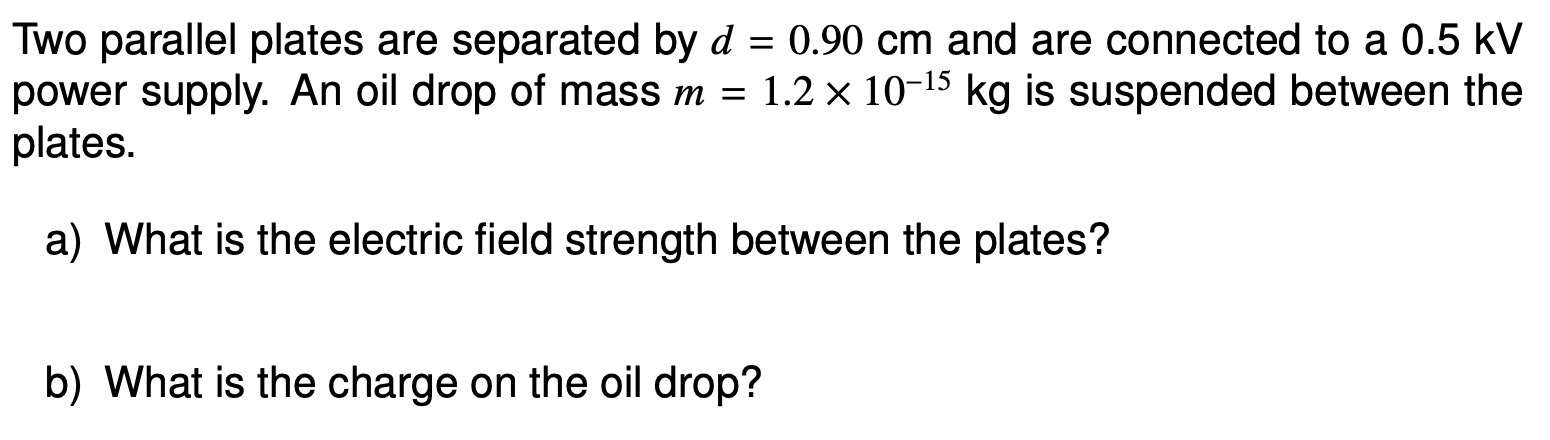 Two parallel plates are separated by d = 0.90 cm and are connected to a 0.5 kV
power supply. An oil drop of mass m = 1.2 × 10⁻¹⁵ kg is suspended between the
plates.
a) What is the electric field strength between the plates?
b) What is the charge on the oil drop?